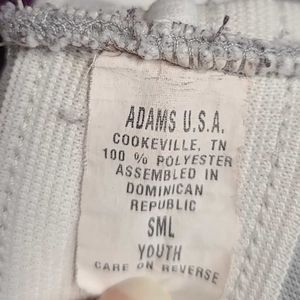 ADAMS U.S.A.
COOKEVILLE, TN
100 % POLYESTER
ASSEMBLED IN
DOMINICAN
REPUBLIC
SML
YOUTH
CARE ON REVERSE